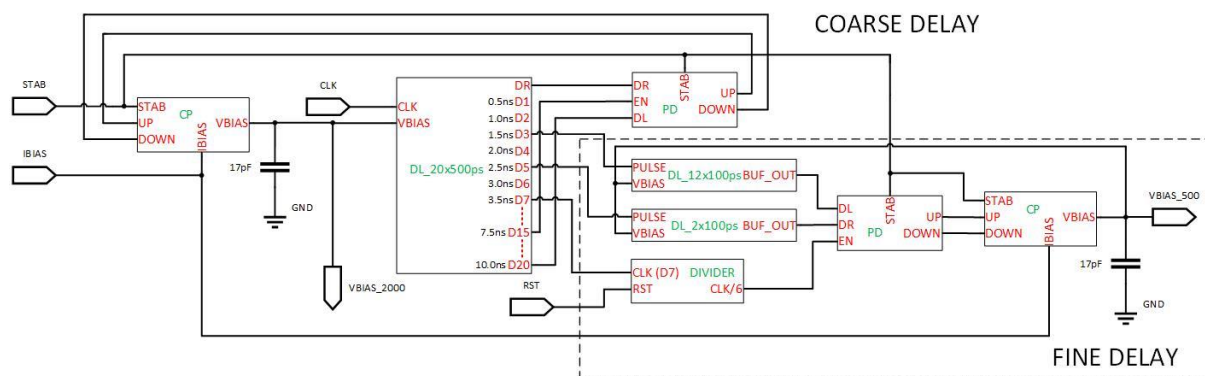 COARSE DELAY
STAB
IBIAS
STAB
UP
DOWN
CP
IBIAS
VBIAS
17pF
GND
VBIAS_2000
CLK
CLK
VBIAS
DL_20x500ps
DR
0.5ns D1
1.0ns D2
1.5ns D3
2.0ns D4
2.5ns D5
3.0ns D6
3.5ns D7
7.5ns D15
10.0ns D20
DR
EN
DL
STAB
PD
UP
DOWN
PULSE
VBIAS
DL_12x100ps
BUF_OUT
PULSE
VBIAS
DL_2x100ps
BUF_OUT
RST
CLK (D7)
RST
DIVIDER
CLK/6
DL
DR
EN
STAB
PD
UP
DOWN
STAB
UP
DOWN
CP
IBIAS
VBIAS
VBIAS_500
17pF
GND
FINE DELAY